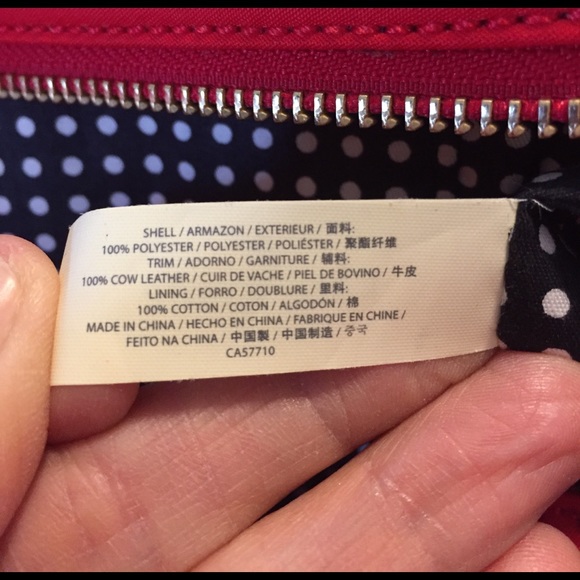 SHELL / ARMAZON / EXTERIEUR / 面料:
100% POLYESTER / POLYESTER / POLIÉSTER / 聚酯纤维
TRIM / ADORNO / GARNITURE / 辅料:
100% COW LEATHER / CUIR DE VACHE / PIEL DE BOVINO / 牛皮
LINING / FORRO / DOUBLURE / 里料:
100% COTTON / COTON / ALGODÓN / 棉
MADE IN CHINA / HECHO EN CHINA / FABRIQUE EN CHINE /
FEITO NA CHINA / 中国製 / 中国制造 / 중국
CA57710